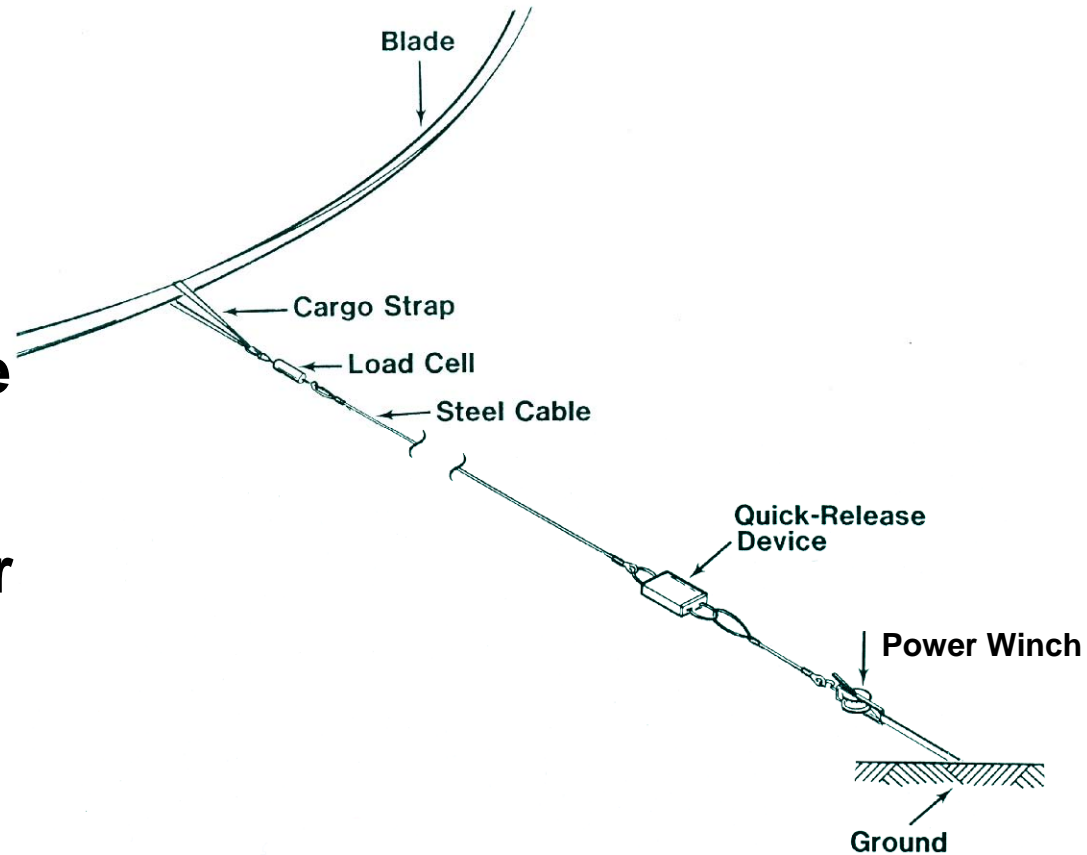 Blade
Cargo Strap
Load Cell
Steel Cable
Quick-Release
Device
Power Winch
Ground